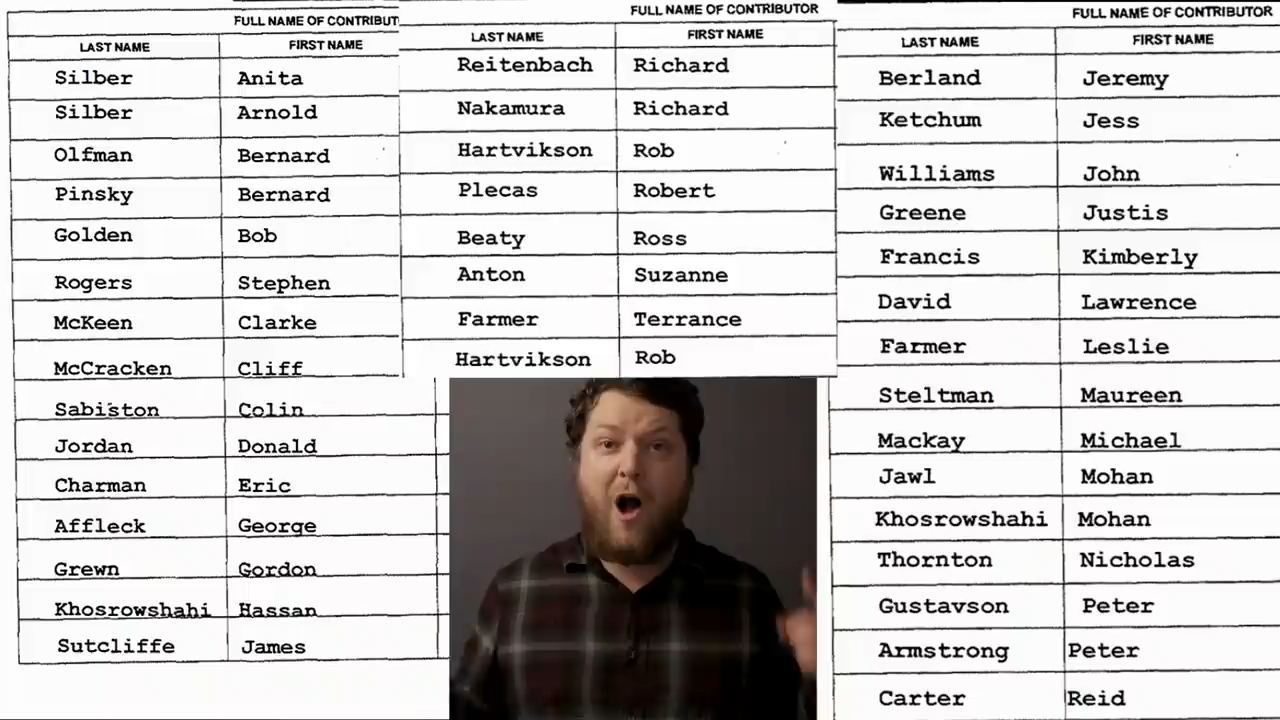 FULL NAME OF CONTRIBUT
LAST NAME FIRST NAME
Silber Anita
Silber Arnold
Olfman Bernard
Pinsky Bernard
Golden Bob
Rogers Stephen
McKeen Clarke
McCracken Cliff
Sabiston Colin
Jordan Donald
Charman Eric
Affleck George
Grewn Gordon
Khosrowshahi Hassan
Sutcliffe James
FULL NAME OF CONTRIBUTOR
LAST NAME FIRST NAME
Reitenbach Richard
Nakamura Richard
Hartvikson Rob
Plecas Robert
Beaty Ross
Anton Suzanne
Farmer Terrance
Hartvikson Rob
FULL NAME OF CONTRIBUTOR
LAST NAME FIRST NAME
Berland Jeremy
Ketchum Jess
Williams John
Greene Justis
Francis Kimberly
David Lawrence
Farmer Leslie
Steltman Maureen
Mackay Michael
Jawl Mohan
Khosrowshahi Mohan
Thornton Nicholas
Gustavson Peter
Armstrong Peter
Carter Reid